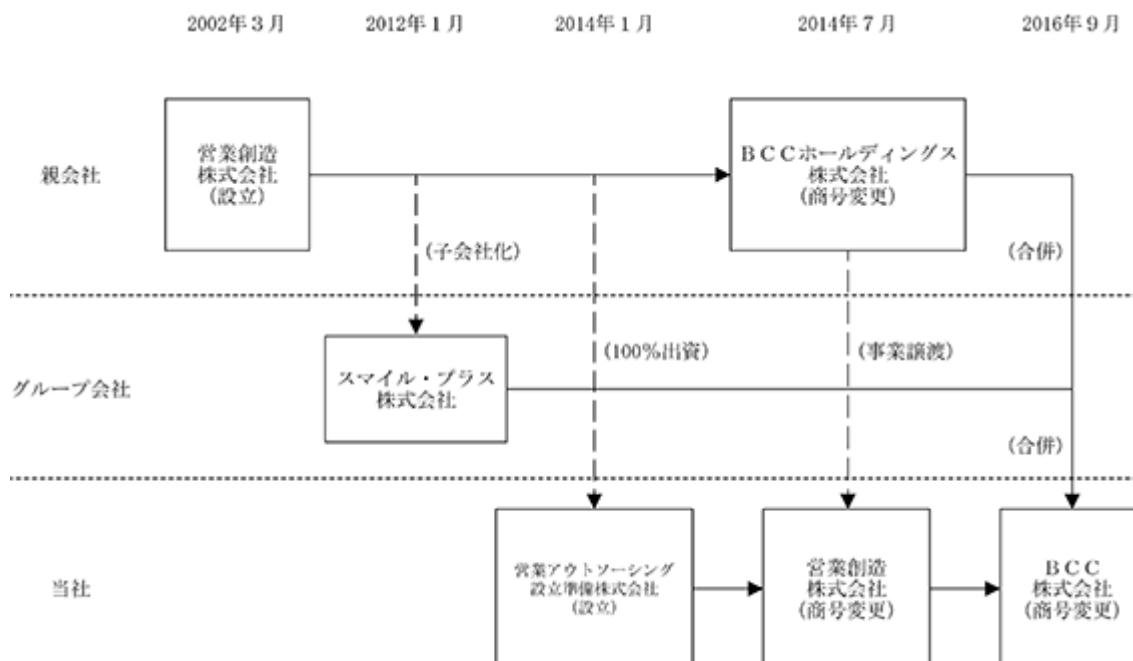 2002年３月
2012年１月
2014年１月
2014年７月
2016年９月
親会社
営業創造
株式会社
(設立)
ＢＣＣホールディングス
株式会社
(商号変更)
(子会社化)
(合併)
グループ会社
スマイル・プラス
株式会社
(100％出資)
(事業譲渡)
(合併)
当社
営業アウトソーシング
設立準備株式会社
(設立)
営業創造
株式会社
(商号変更)
ＢＣＣ
株式会社
(商号変更)